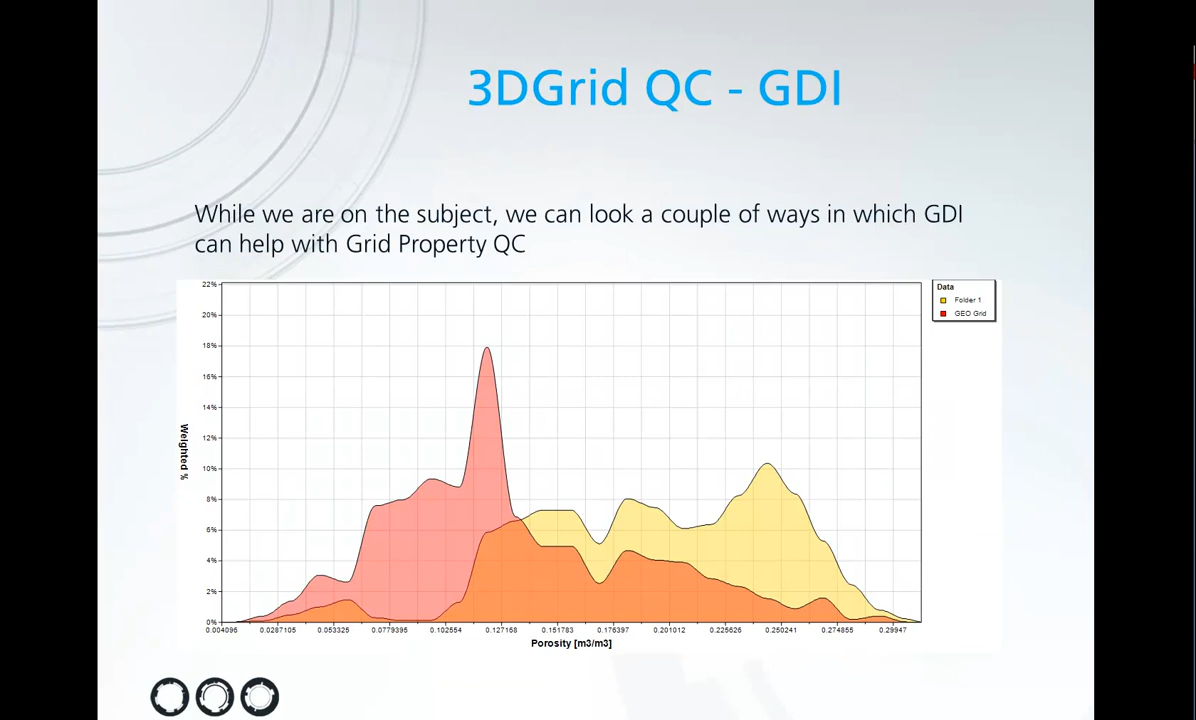 3DGrid QC - GDI
While we are on the subject, we can look a couple of ways in which GDI
can help with Grid Property QC
Data
Folder 1
GEO Grid
Weighted %
22%
20%
18%
16%
14%
12%
10%
8%
6%
4%
2%
0%
0.004096 0.0287105 0.053325 0.0779395 0.102554 0.127168 0.151783 0.176397 0.201012 0.225626 0.250241 0.274855 0.29947
Porosity [m3/m3]